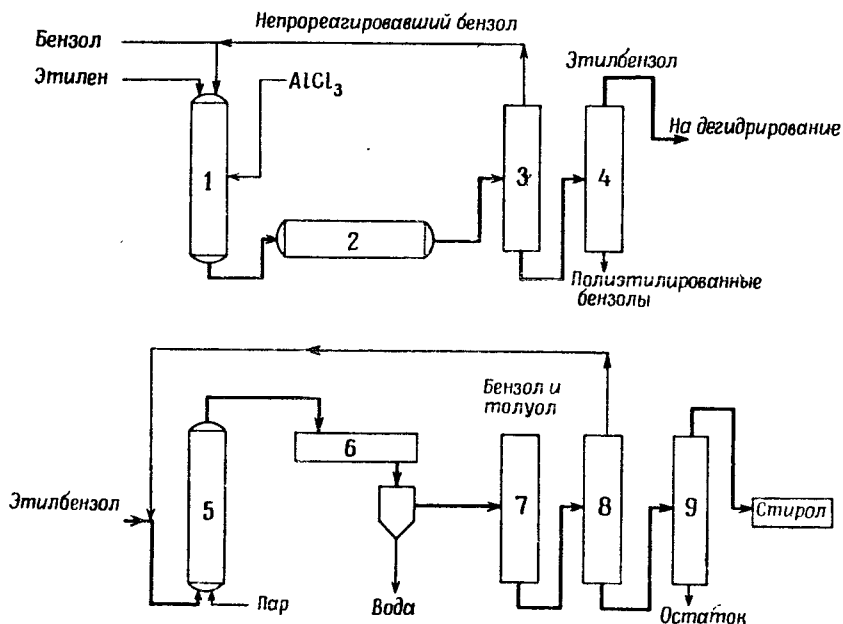 Непрореагировавший бензол
Бензол
Этилен
AlCl3
Этилбензол
На дегидрирование
1
2
3
4
Полиэтилированные
бензолы
Бензол и
толуол
Этилбензол
5
6
7
8
9
Стирол
Пар
Вода
Остаток